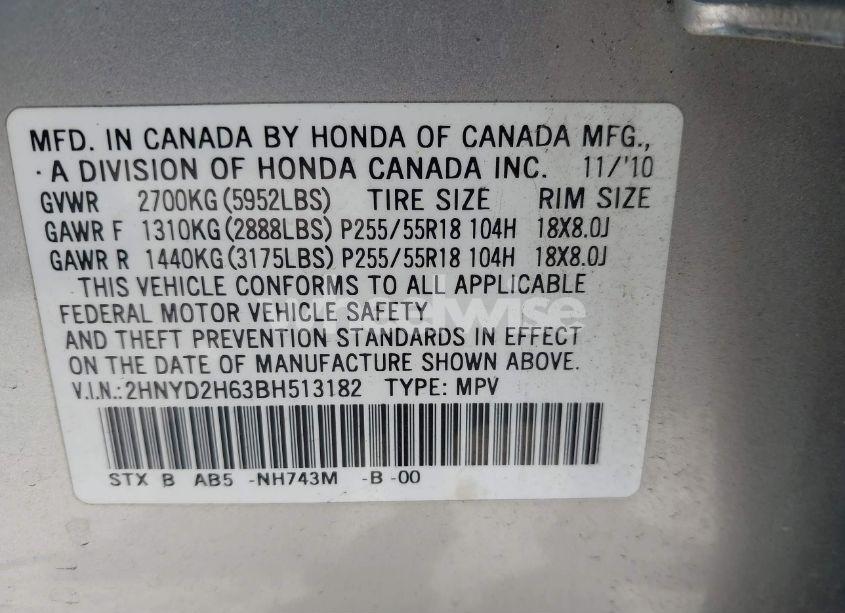 MFD. IN CANADA BY HONDA OF CANADA MFG.,
A DIVISION OF HONDA CANADA INC. 11/'10
GVWR 2700KG(5952LBS) TIRE SIZE RIM SIZE
GAWR F 1310KG(2888LBS) P255/55R18 104H 18X8.0J
GAWR R 1440KG(3175LBS) P255/55R18 104H 18X8.0J
THIS VEHICLE CONFORMS TO ALL APPLICABLE
FEDERAL MOTOR VEHICLE SAFETY
AND THEFT PREVENTION STANDARDS IN EFFECT
ON THE DATE OF MANUFACTURE SHOWN ABOVE.
V.I.N.:2HNYD2H63BH513182 TYPE: MPV
STX B AB5 -NH743M -B -00